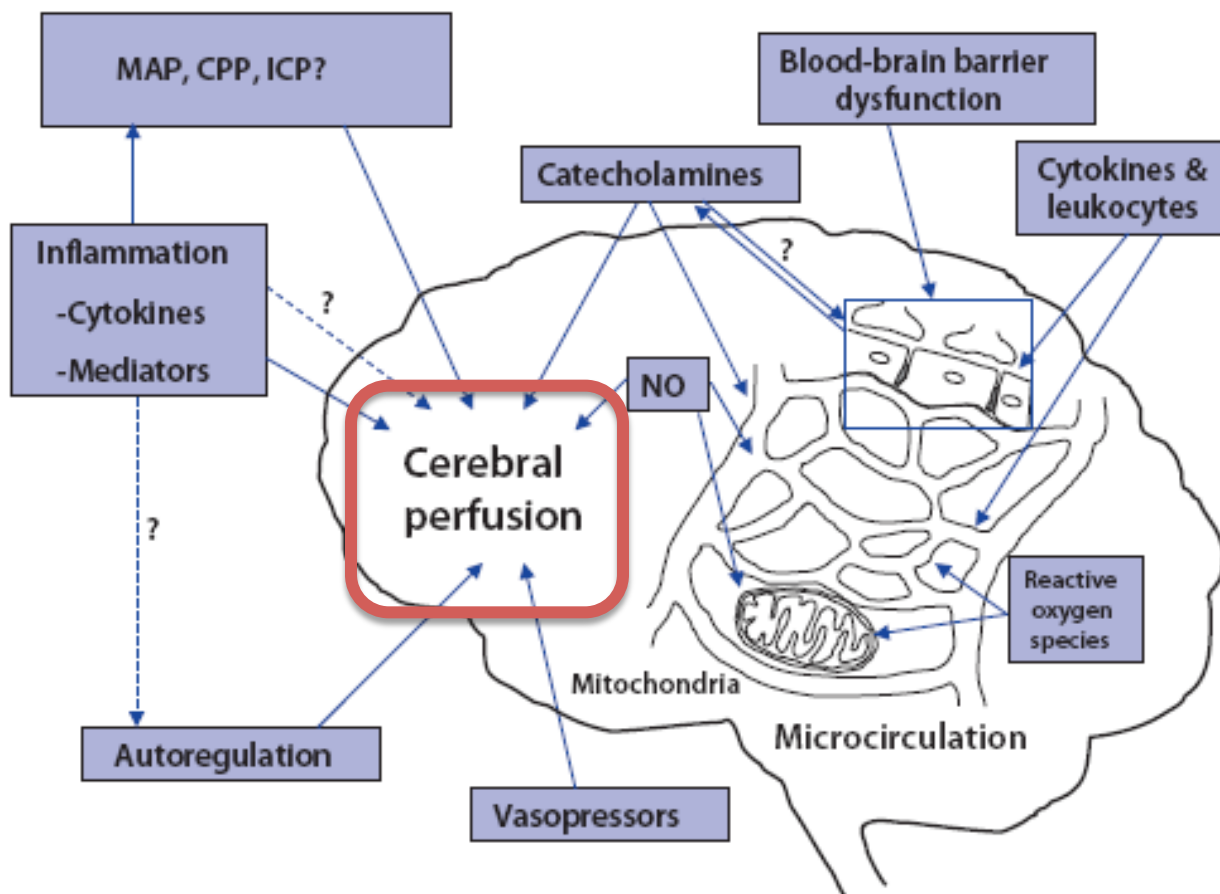 MAP, CPP, ICP?
Blood-brain barrier
dysfunction
Catecholamines
Cytokines &
leukocytes
Inflammation
-Cytokines
-Mediators
?
?
NO
Cerebral
perfusion
?
Reactive
oxygen
species
Mitochondria
Microcirculation
Autoregulation
Vasopressors